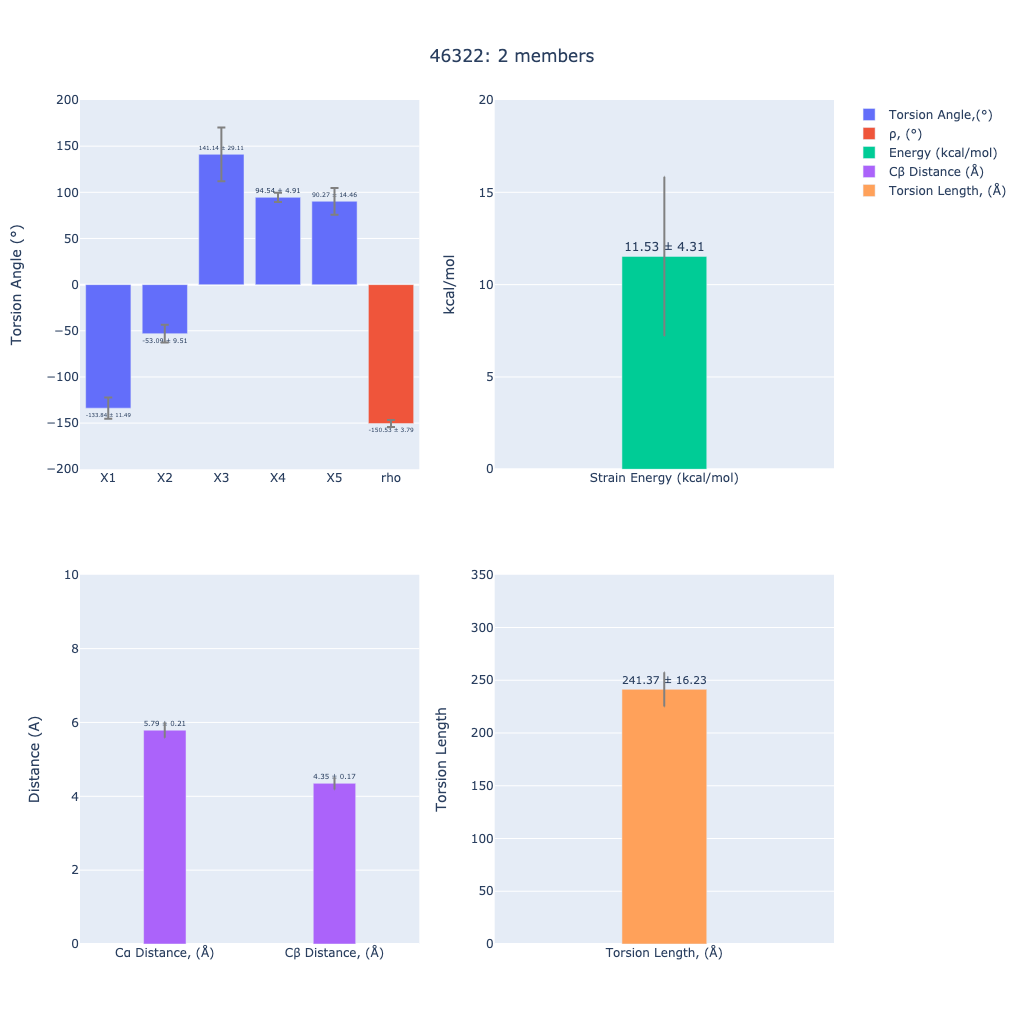 46322: 2 members
200
150
100
50
0
−50
−100
−150
−200
Torsion Angle (°)
141.14 ± 29.11
94.54 ± 4.91
90.27 ± 14.46
-53.09 ± 9.51
-133.84 ± 11.49
-150.53 ± 3.79
X1 X2 X3 X4 X5 rho
20
15
10
5
0
kcal/mol
11.53 ± 4.31
Strain Energy (kcal/mol)
Torsion Angle,(°)
ρ, (°)
Energy (kcal/mol)
Cβ Distance (Å)
Torsion Length, (Å)
10
8
6
4
2
0
Distance (A)
5.79 ± 0.21
4.35 ± 0.17
Cα Distance, (Å) Cβ Distance, (Å)
350
300
250
200
150
100
50
0
Torsion Length
241.37 ± 16.23
Torsion Length, (Å)